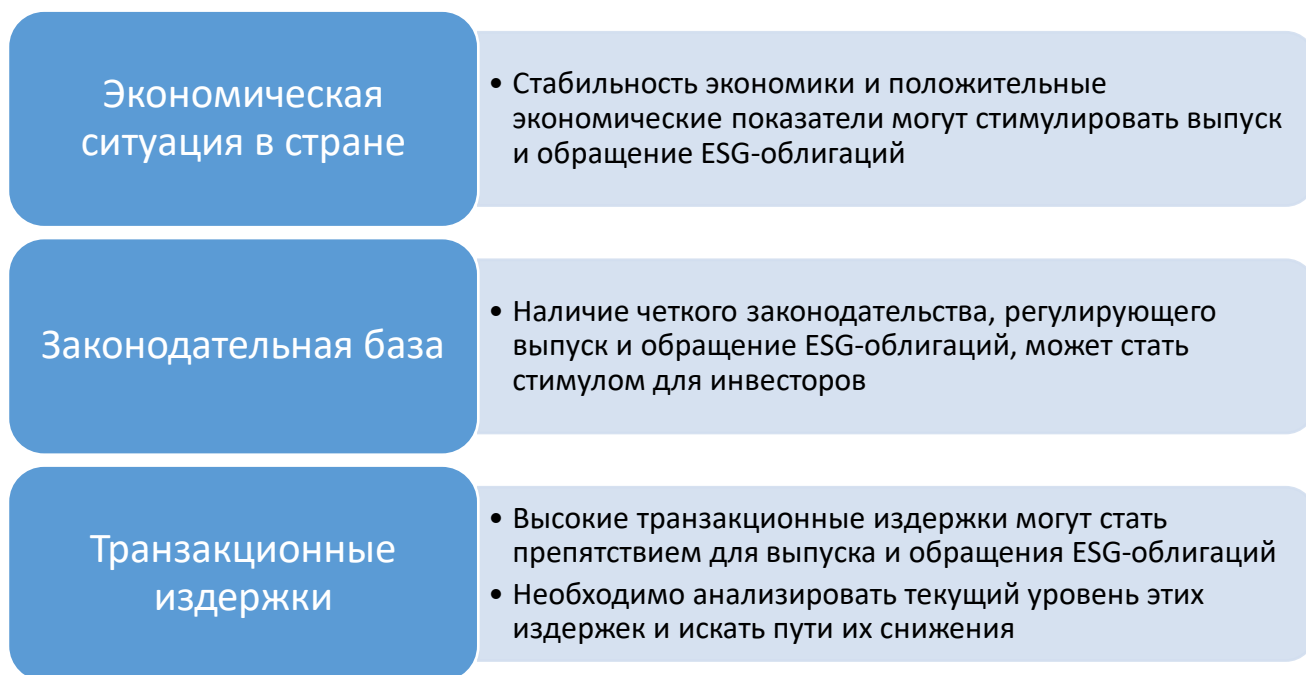 Экономическая
ситуация в стране
• Стабильность экономики и положительные
экономические показатели могут стимулировать выпуск
и обращение ESG-облигаций
Законодательная база
• Наличие четкого законодательства, регулирующего
выпуск и обращение ESG-облигаций, может стать
стимулом для инвесторов
Транзакционные
издержки
• Высокие транзакционные издержки могут стать
препятствием для выпуска и обращения ESG-облигаций
• Необходимо анализировать текущий уровень этих
издержек и искать пути их снижения